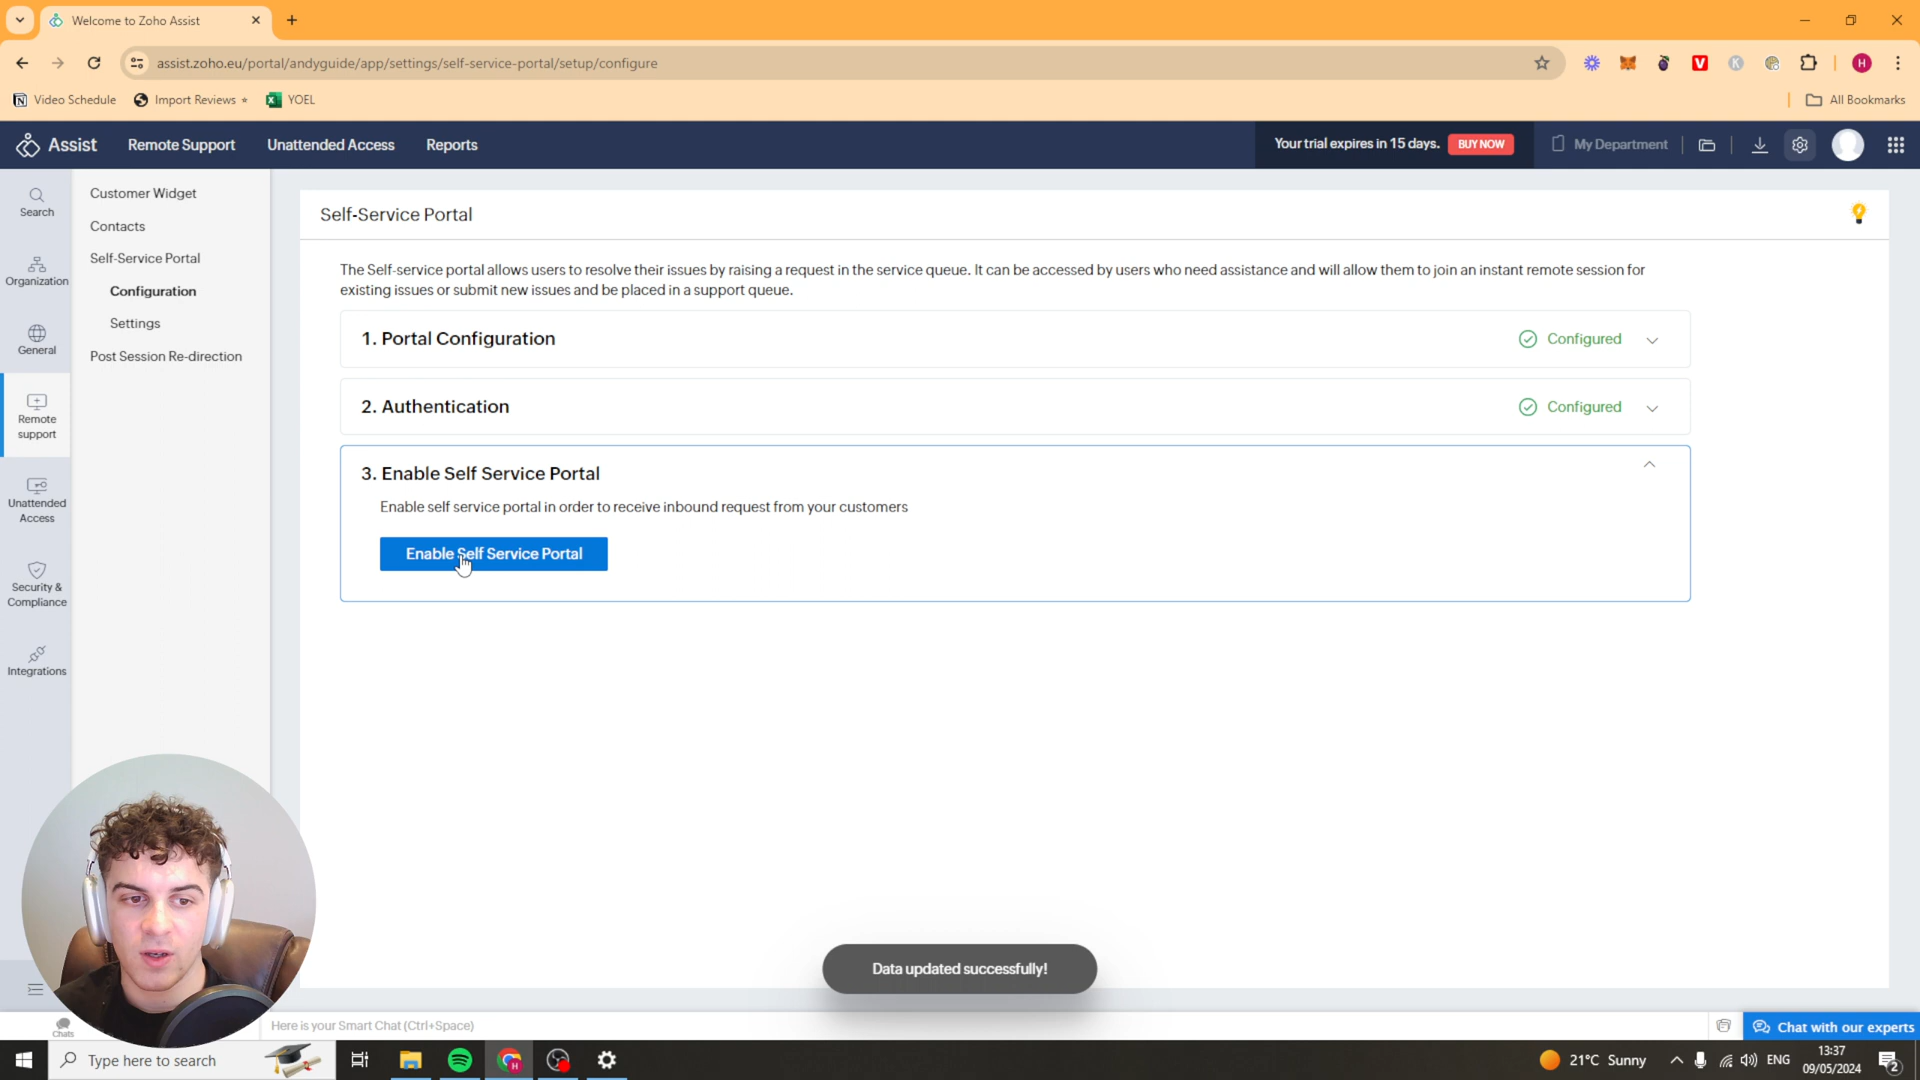 Welcome to Zoho Assist
assist.zoho.eu/portal/andyguide/app/settings/self-service-portal/setup/configure
H
Video Schedule
Import Reviews
YOEL
All Bookmarks
Assist
Remote Support
Unattended Access
Reports
Your trial expires in 15 days.
BUY NOW
My Department
Search
Organization
General
Remote
support
Unattended
Access
Security &
Compliance
Integrations
Customer Widget
Contacts
Self-Service Portal
Configuration
Settings
Post Session Re-direction
Self-Service Portal
The Self-service portal allows users to resolve their issues by raising a request in the service queue. It can be accessed by users who need assistance and will allow them to join an instant remote session for
existing issues or submit new issues and be placed in a support queue.
1. Portal Configuration
Configured
2. Authentication
Configured
3. Enable Self Service Portal
Enable self service portal in order to receive inbound request from your customers
Enable Self Service Portal
Data updated successfully!
Chats
Here is your Smart Chat (Ctrl+Space)
Chat with our experts
Type here to search
21°C Sunny
ENG
13:37
09/05/2024
2